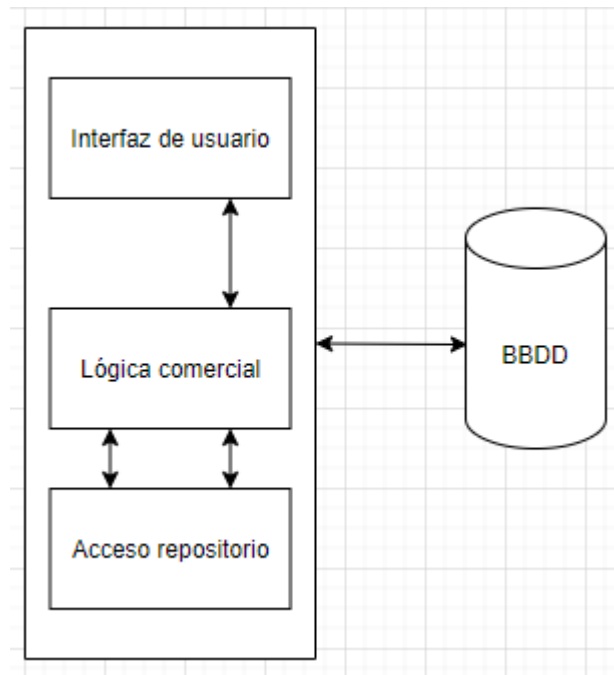 Interfaz de usuario
Lógica comercial
BBDD
Acceso repositorio